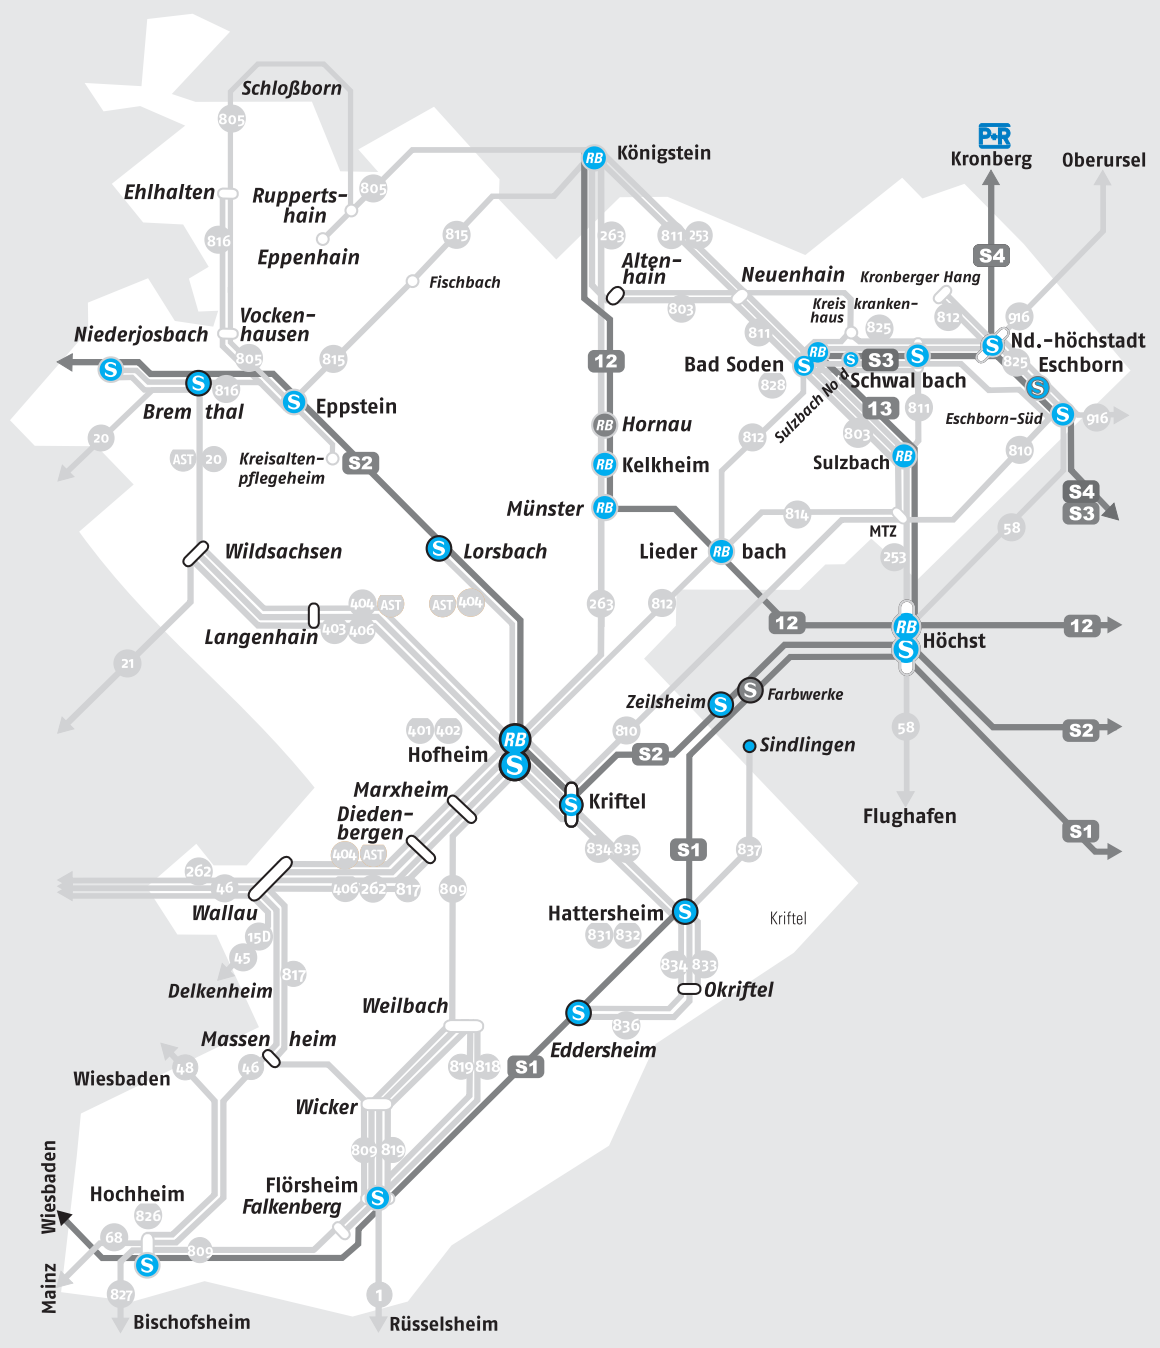 Schloßborn
805
P+R
Königstein
Kronberg
Oberursel
Ehlhalten
Rupperts-
hain
805
816
Eppenhain
815
263
811
253
S4
Alten-
hain
Neuenhain
Kronberger Hang
Fischbach
Vocken-
hausen
Niederjosbach
803
Kreis kranken-
haus
825
812
916
811
Nd.-höchstadt
805
815
12
Bad Soden
S3
825
Eschborn
816
828
Sulzbach Nord
Schwal bach
Brem thal
Eppstein
13
811
Eschborn-Süd
916
20
Hornau
812
803
810
AST
20
Kreisalten-
pflegeheim
S2
Kelkheim
Sulzbach
S4
S3
Münster
814
58
MTZ
Wildsachsen
Lorsbach
Lieder bach
253
404
AST
AST
404
263
812
403
406
Langenhain
12
RB
12
Höchst
21
Zeilsheim
Farbwerke
401
402
810
58
S2
Hofheim
RB
S
S2
Sindlingen
Marxheim
Kriftel
Flughafen
Dieden-
bergen
S1
404
AST
834
835
S1
837
262
46
406
262
817
809
Wallau
Hattersheim
Kriftel
15D
831
832
45
817
834
833
Delkenheim
Okriftel
Weilbach
836
Massen heim
Eddersheim
48
46
819
818
S1
Wiesbaden
Wicker
809
819
Wiesbaden
Hochheim
Flörsheim
Falkenberg
826
68
809
Mainz
827
1
Bischofsheim
Rüsselsheim